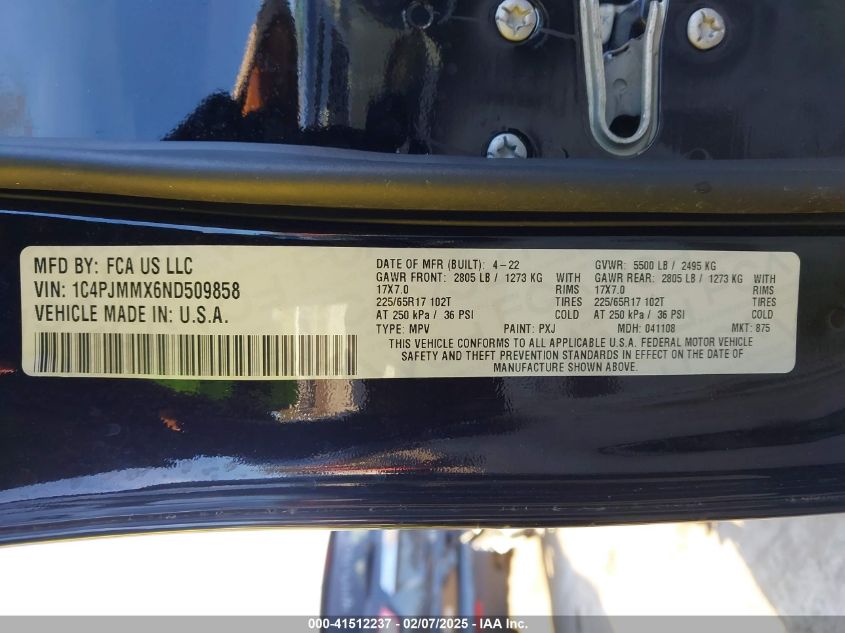 MFD BY: FCA US LLC
VIN: 1C4PJMMX6ND509858
VEHICLE MADE IN: U.S.A.
DATE OF MFR (BUILT): 4-22 GVWR: 5500 LB / 2495 KG
GAWR FRONT: 2805 LB / 1273 KG WITH GAWR REAR: 2805 LB / 1273 KG WITH
17X7.0 RIMS 17X7.0 RIMS
225/65R17 102T TIRES 225/65R17 102T TIRES
AT 250 kPa / 36 PSI COLD AT 250 kPa / 36 PSI COLD
TYPE: MPV PAINT: PXJ MDH: 041108 MKT: 875
THIS VEHICLE CONFORMS TO ALL APPLICABLE U.S.A. FEDERAL MOTOR VEHICLE
SAFETY AND THEFT PREVENTION STANDARDS IN EFFECT ON THE DATE OF
MANUFACTURE SHOWN ABOVE.
000-41512237 - 02/07/2025 - IAA Inc.